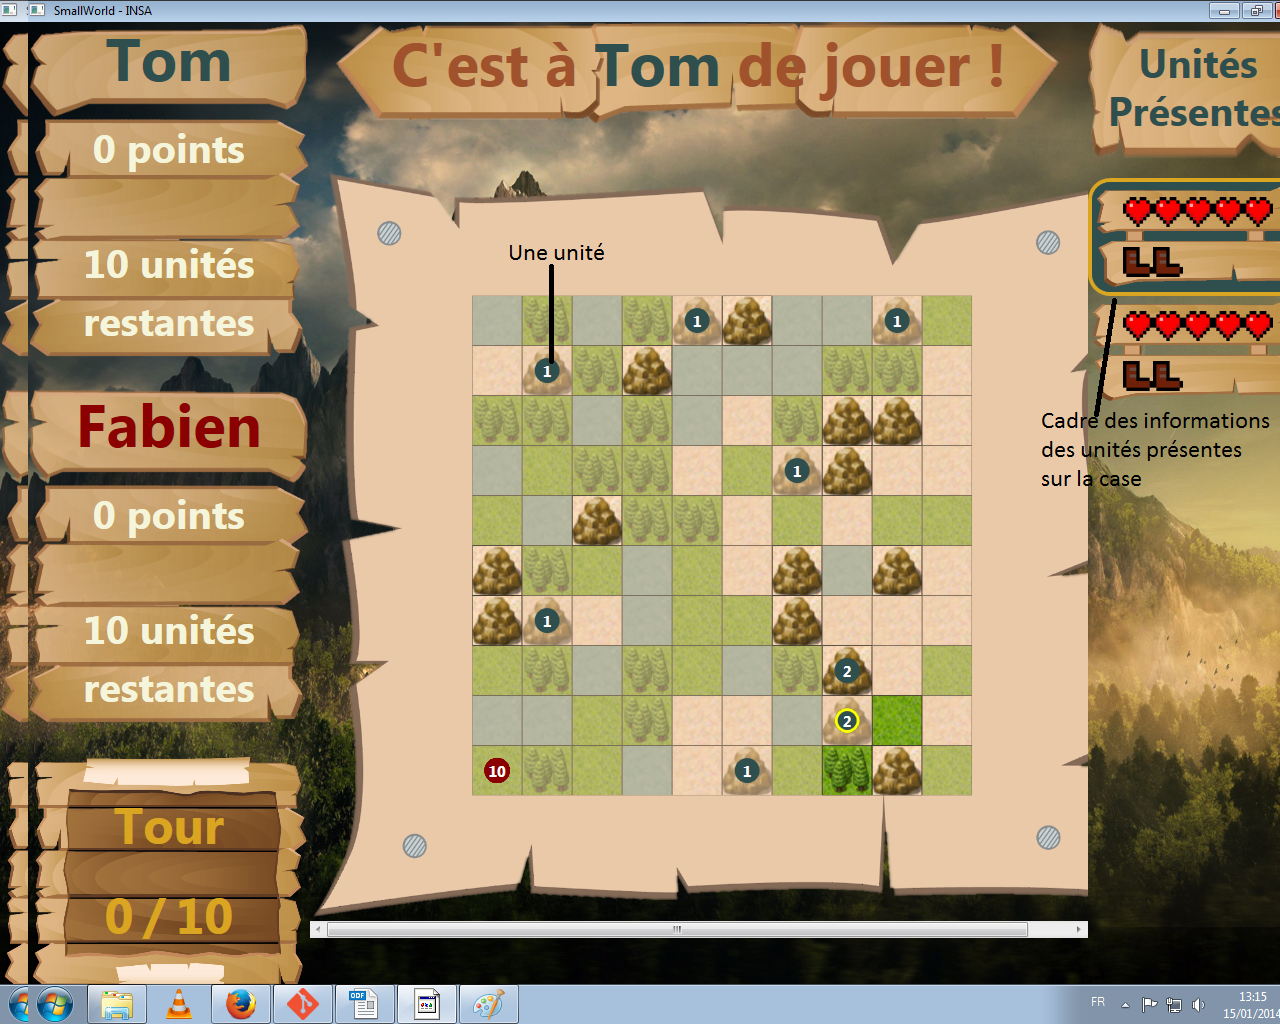 SmallWorld - INSA
Tom
0 points
10 unités
restantes
Fabien
0 points
10 unités
restantes
Tour
0 / 10
C'est à Tom de jouer !
Une unité
1
1
1
1
1
2
2
10
1
Unités
Présentes
Cadre des informations
des unités présentes
sur la case
ODF
FR
13:15
15/01/2014